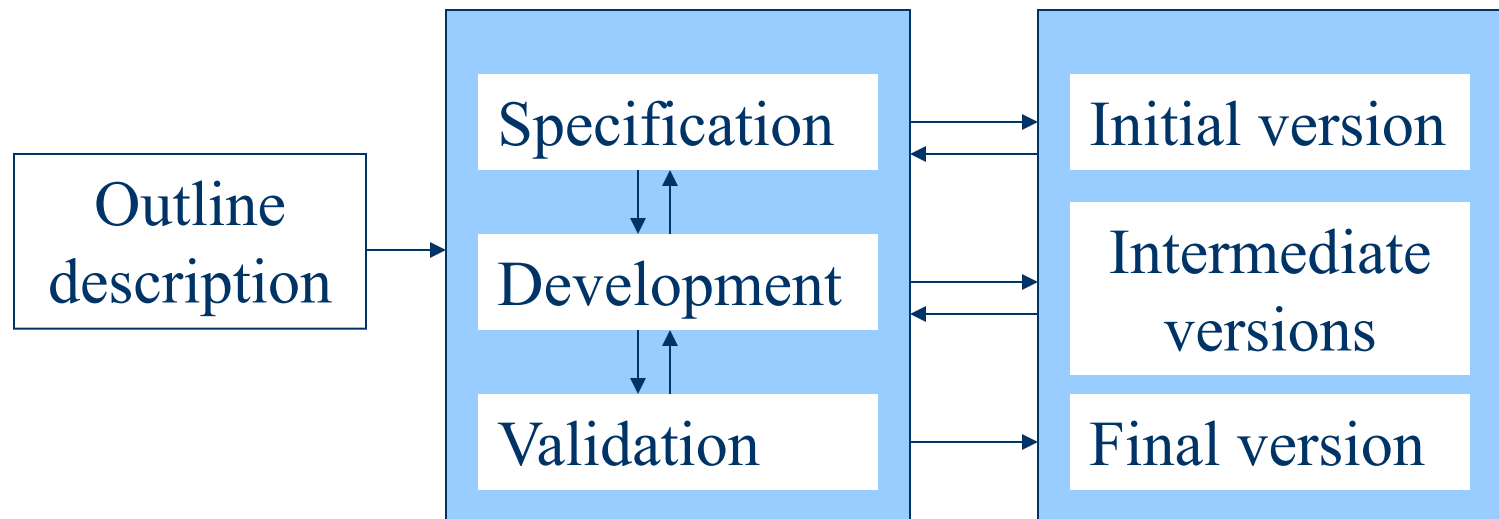 Outline
description
Specification
Development
Validation
Initial version
Intermediate
versions
Final version